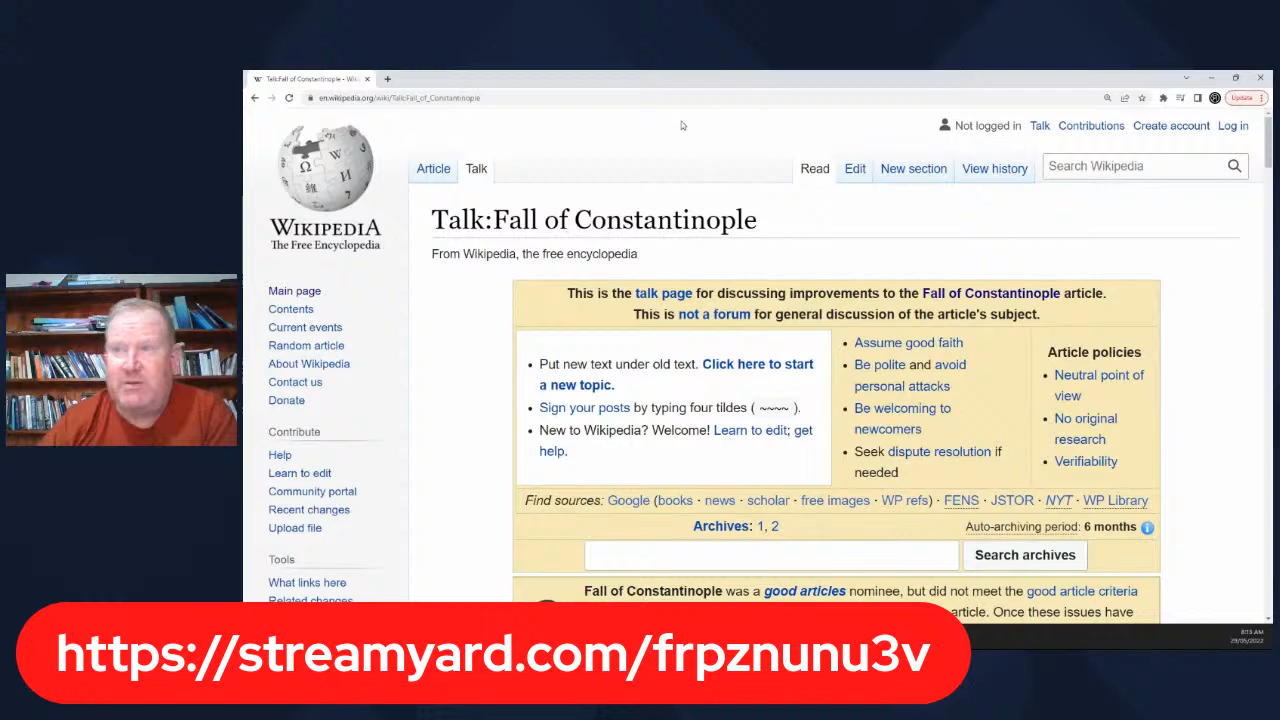 Talk:Fall of Constantinople - Wiki
en.wikipedia.org/wiki/Talk:Fall_of_Constantinople
Update
Not logged in Talk Contributions Create account Log in
Article Talk Read Edit New section View history Search Wikipedia
WIKIPEDIA
The Free Encyclopedia
Talk:Fall of Constantinople
From Wikipedia, the free encyclopedia
Main page
Contents
Current events
Random article
About Wikipedia
Contact us
Donate
Contribute
Help
Learn to edit
Community portal
Recent changes
Upload file
Tools
What links here
Related changes
This is the talk page for discussing improvements to the Fall of Constantinople article.
This is not a forum for general discussion of the article's subject.
• Put new text under old text. Click here to start
a new topic.
• Sign your posts by typing four tildes ( ~~~~ ).
• New to Wikipedia? Welcome! Learn to edit; get
help.
• Assume good faith
• Be polite and avoid
personal attacks
• Be welcoming to
newcomers
• Seek dispute resolution if
needed
Article policies
• Neutral point of
view
• No original
research
• Verifiability
Find sources: Google (books · news · scholar · free images · WP refs) · FENS · JSTOR · NYT · WP Library
Archives: 1, 2
Auto-archiving period: 6 months
Search archives
Fall of Constantinople was a good articles nominee, but did not meet the good article criteria
article. Once these issues have
8:13 AM
29/05/2022
https://streamyard.com/frpznunu3v